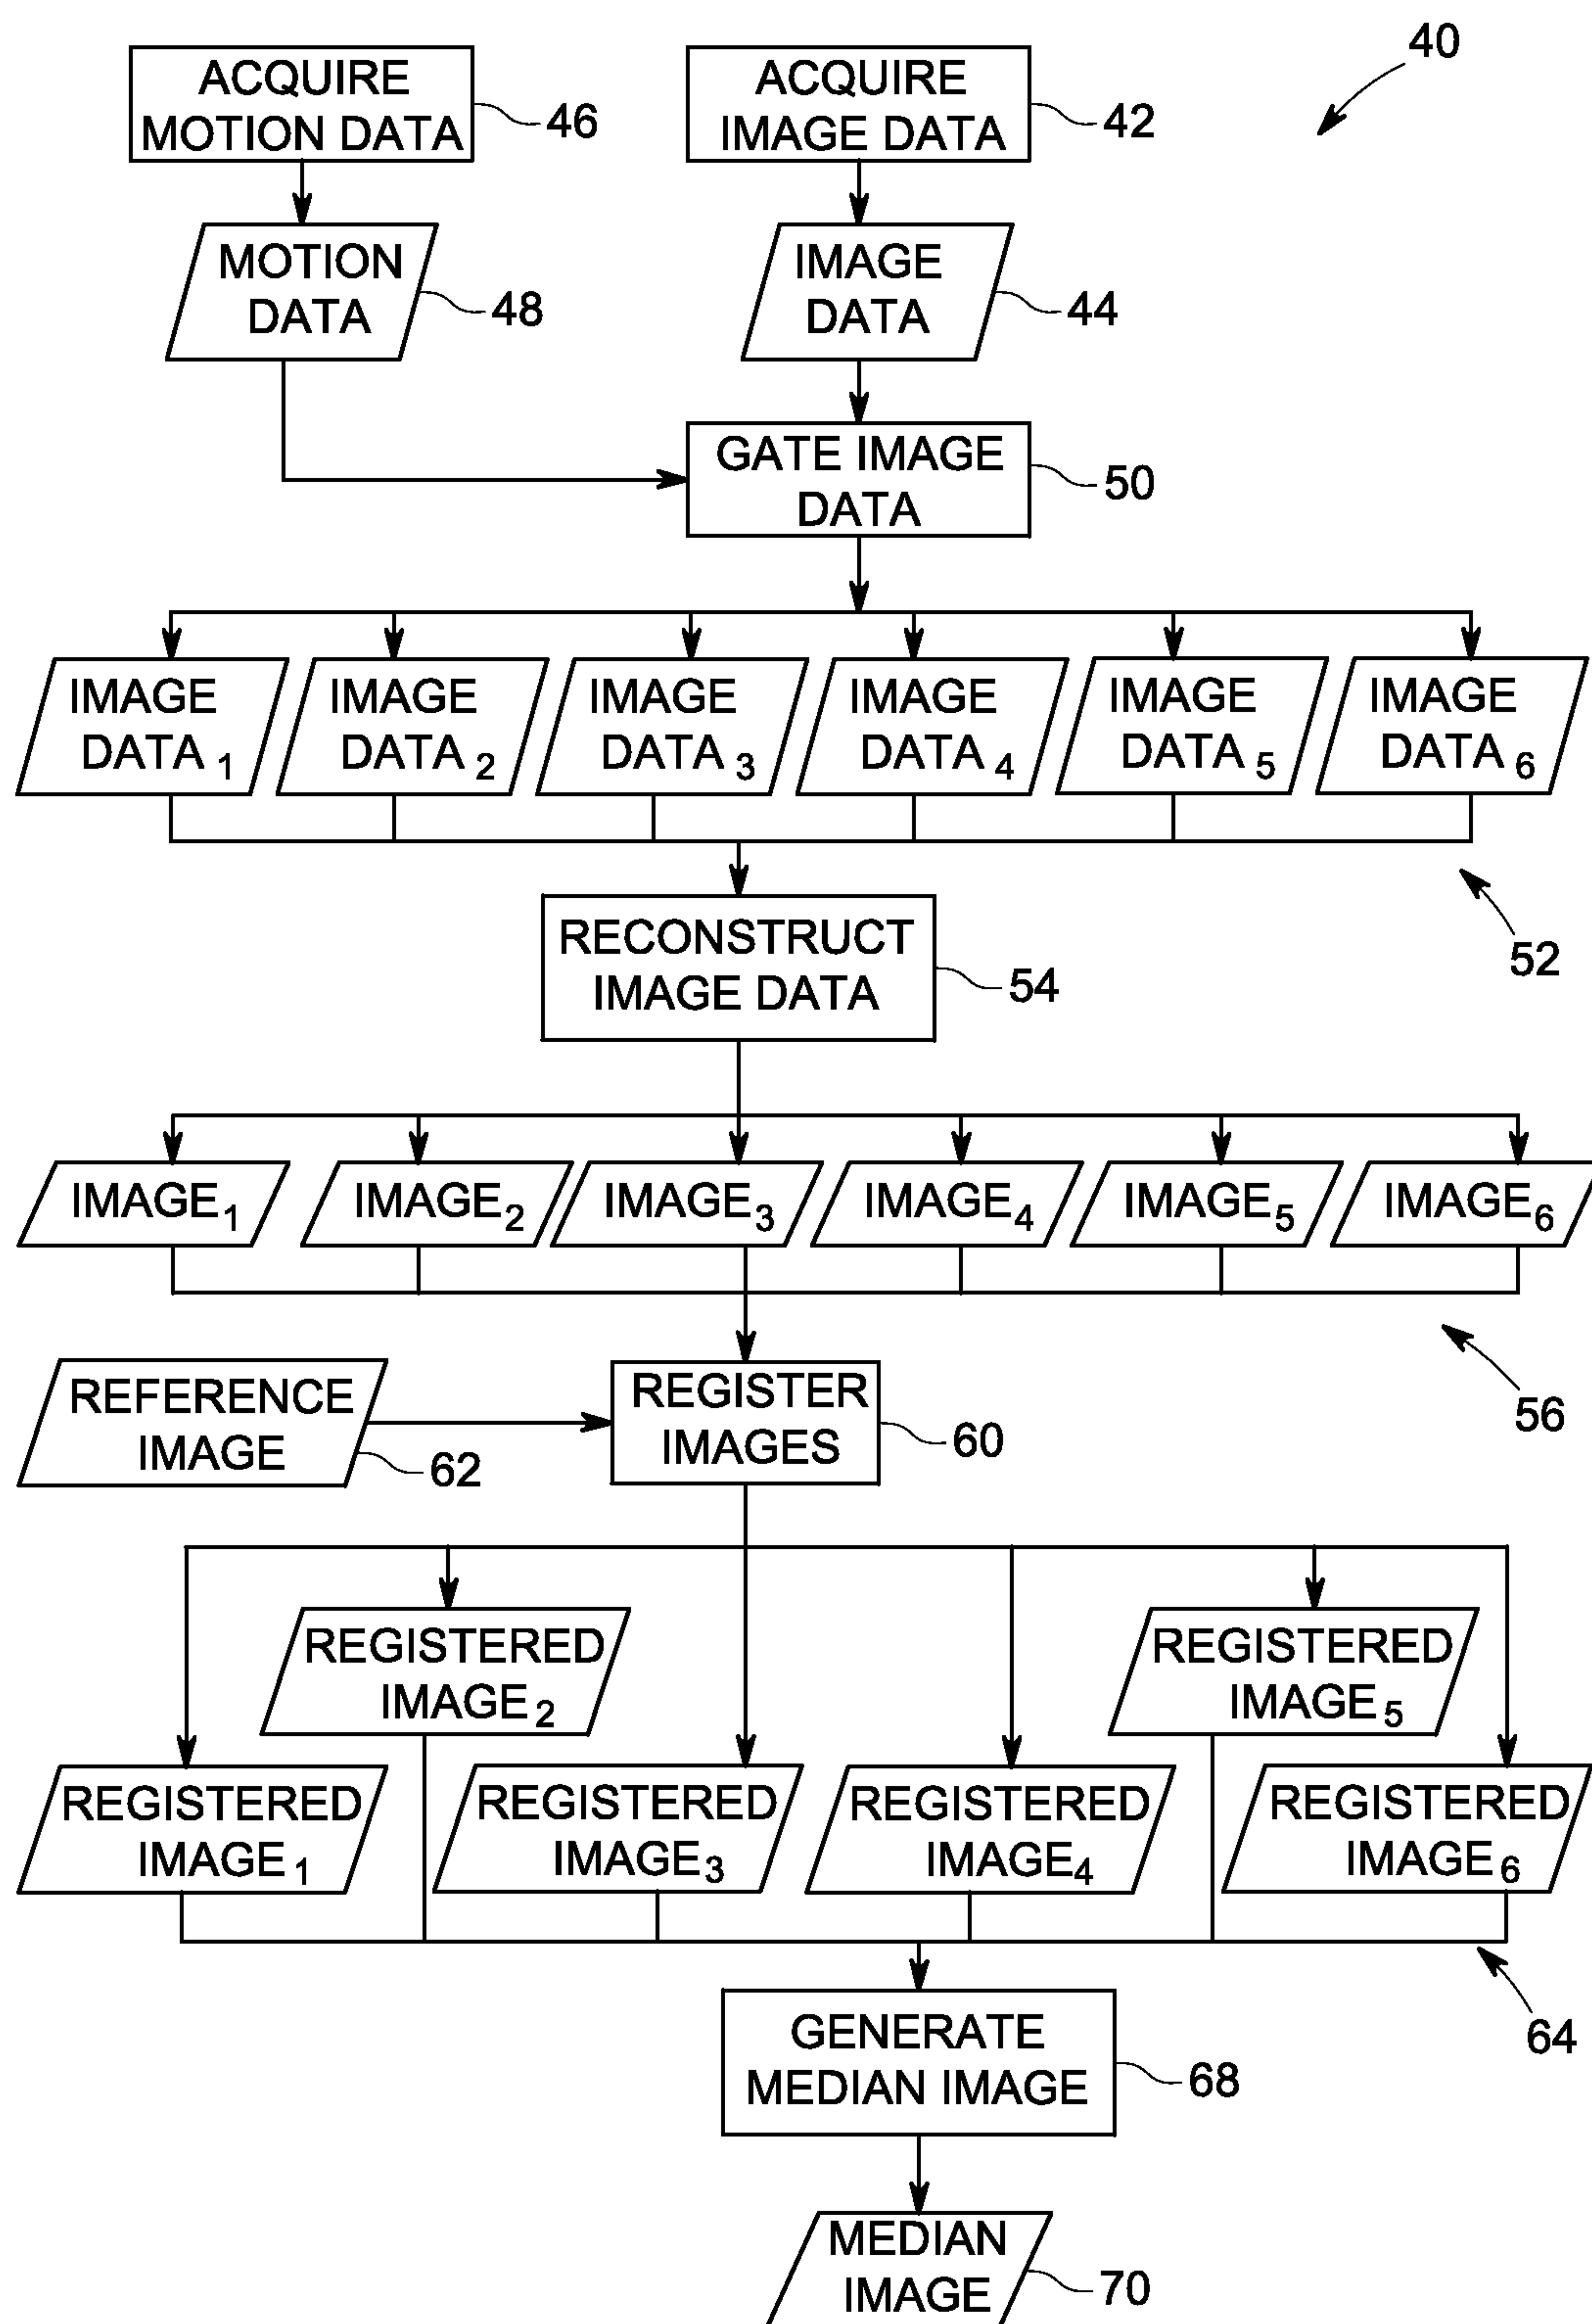 40
ACQUIRE
MOTION DATA
46
ACQUIRE
IMAGE DATA
42
MOTION
DATA
48
IMAGE
DATA
44
GATE IMAGE
DATA
50
IMAGE
DATA 1
IMAGE
DATA 2
IMAGE
DATA 3
IMAGE
DATA 4
IMAGE
DATA 5
IMAGE
DATA 6
52
RECONSTRUCT
IMAGE DATA
54
IMAGE1
IMAGE2
IMAGE3
IMAGE4
IMAGE5
IMAGE6
56
REFERENCE
IMAGE
62
REGISTER
IMAGES
60
REGISTERED
IMAGE2
REGISTERED
IMAGE5
REGISTERED
IMAGE1
REGISTERED
IMAGE3
REGISTERED
IMAGE4
REGISTERED
IMAGE6
64
GENERATE
MEDIAN IMAGE
68
MEDIAN
IMAGE
70